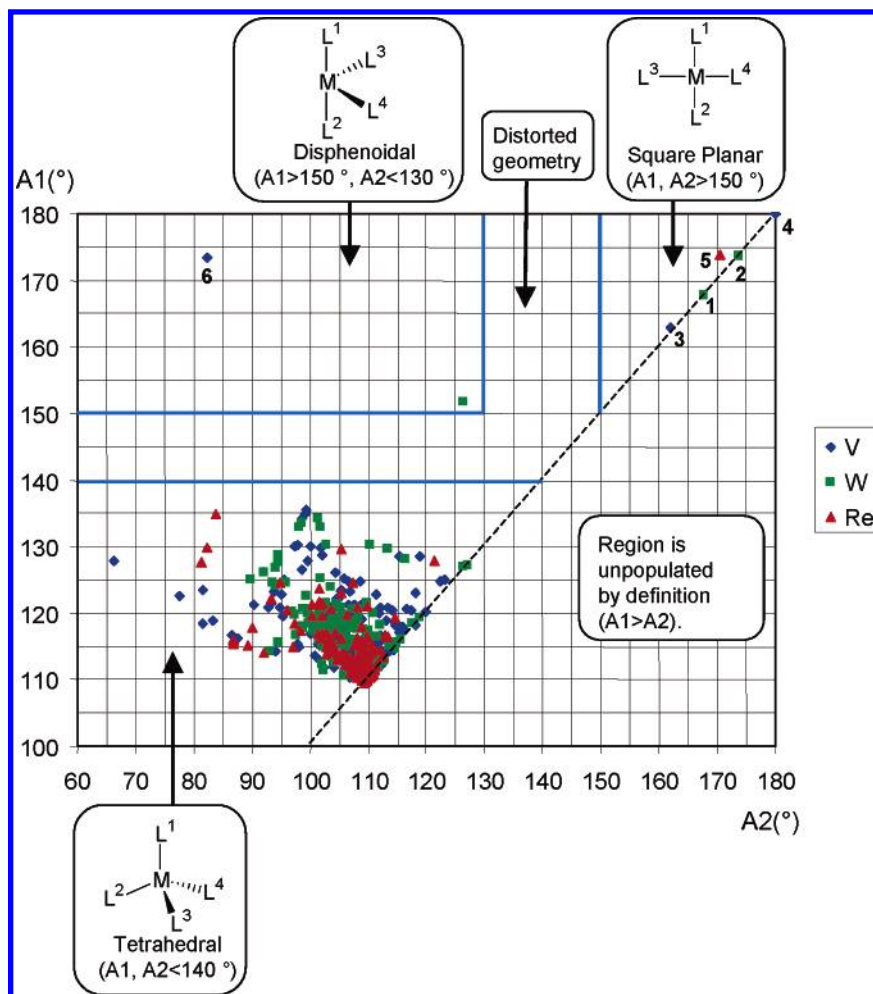 L¹
L³
M
L⁴
L²
Disphenoidal
(A1>150 °, A2<130 °)
Distorted
geometry
L¹
L³ M L⁴
L²
Square Planar
(A1, A2>150 °)
A1(°)
180
170
160
150
140
130
120
110
100
6
4
5
2
1
3
V
W
Re
Region is
unpopulated
by definition
(A1>A2).
60 70 80 90 100 110 120 130 140 150 160 170 180
A2(°)
L¹
L² M L⁴
L³
Tetrahedral
(A1, A2<140 °)